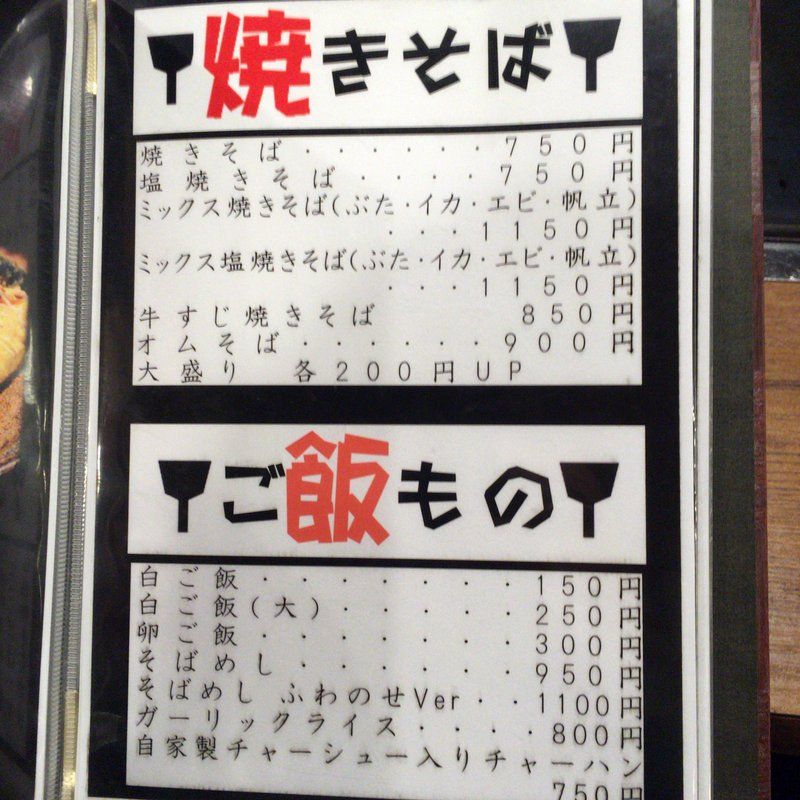 焼きそば
焼きそば・・・・・・750円
塩焼きそば・・・・・750円
ミックス焼きそば(ぶた・イカ・エビ・帆立)
・・・1150円
ミックス塩焼きそば(ぶた・イカ・エビ・帆立)
・・・1150円
牛すじ焼きそば 850円
オムそば・・・・・・900円
大盛り 各200円UP
ご飯もの
白ご飯・・・・・・・150円
白ご飯(大)・・・・・250円
卵ご飯・・・・・・・300円
そばめし・・・・・・950円
そばめしふわのせVer・・1100円
ガーリックライス・・・・800円
自家製チャーシュー入りチャーハン
750円